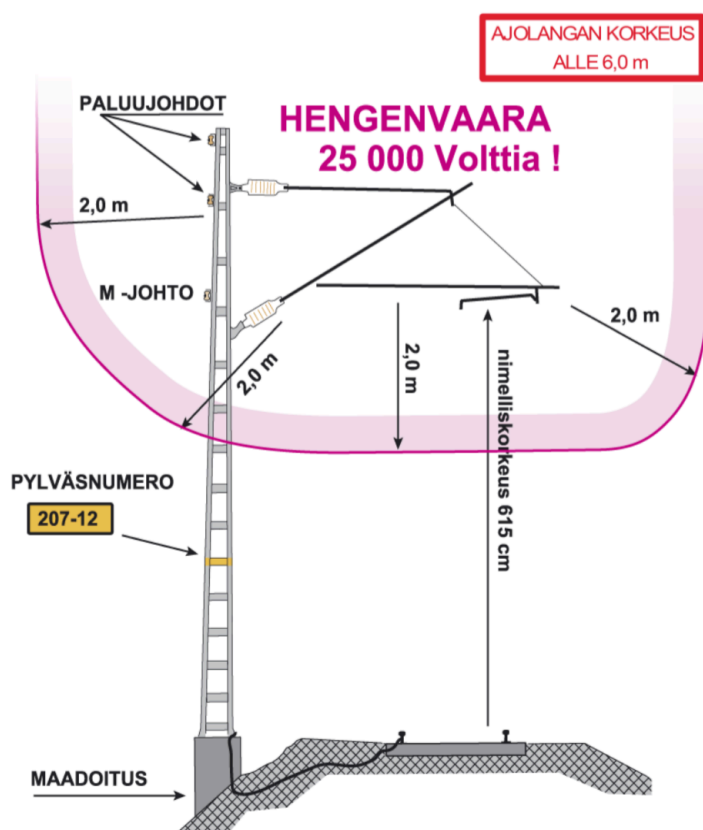 AJOLANGAN KORKEUS
ALLE 6,0 m
PALUUJOHDOT
HENGENVAARA
25 000 Volttia !
2,0 m
M -JOHTO
2,0 m
2,0 m
2,0 m
nimelliskorkeus 615 cm
PYLVÄSNUMERO
207-12
MAADOITUS